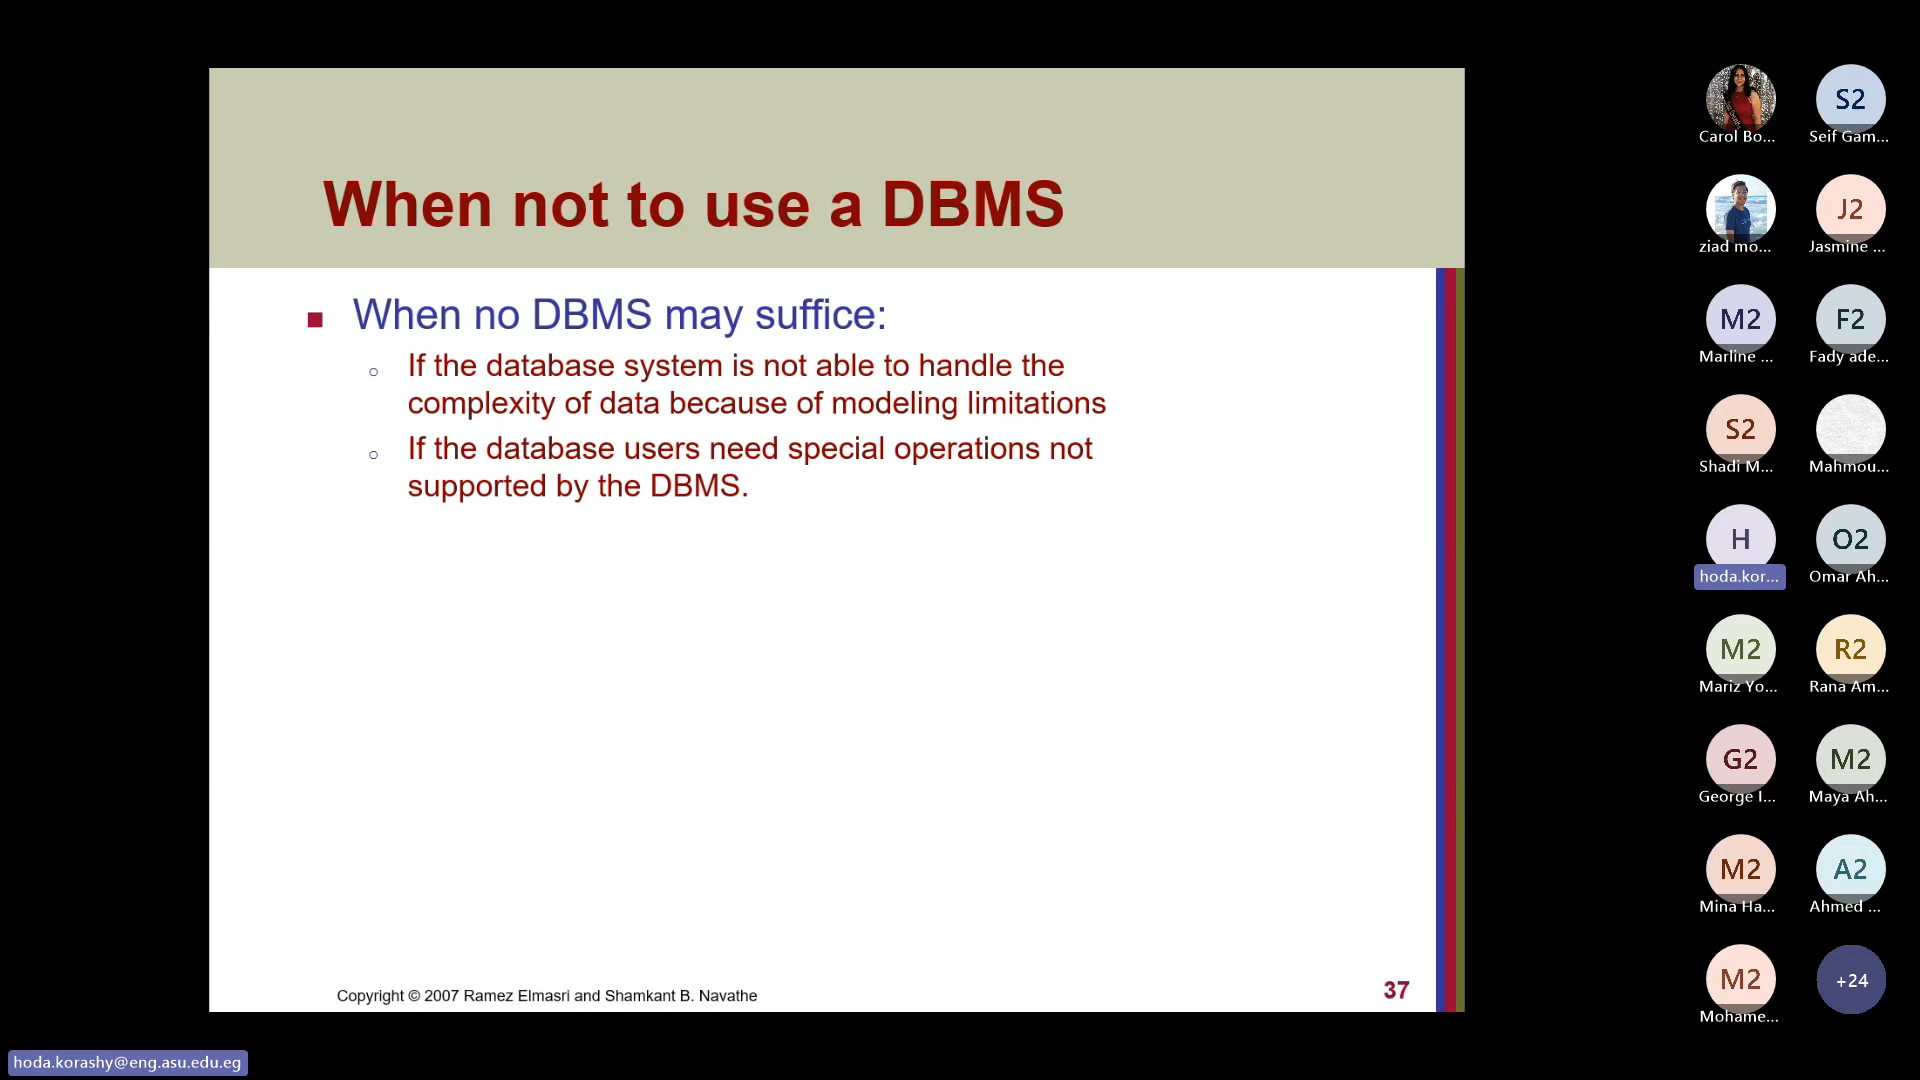 When not to use a DBMS
When no DBMS may suffice:
If the database system is not able to handle the
complexity of data because of modeling limitations
If the database users need special operations not
supported by the DBMS.
Copyright © 2007 Ramez Elmasri and Shamkant B. Navathe
37
S2
Carol Bo...
Seif Gam...
J2
ziad mo...
Jasmine ...
M2
F2
Marline ...
Fady ade...
S2
Shadi M...
Mahmou...
H
O2
hoda.kor...
Omar Ah...
M2
R2
Mariz Yo...
Rana Am...
G2
M2
George I...
Maya Ah...
M2
A2
Mina Ha...
Ahmed ...
M2
+24
Mohame...
hoda.korashy@eng.asu.edu.eg